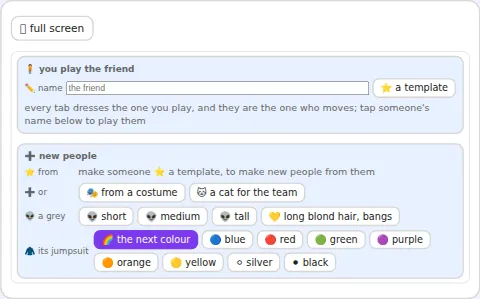 full screen
🧍 you play the friend
✏️ name the friend ⭐ a template
every tab dresses the one you play, and they are the one who moves; tap someone's
name below to play them
➕ new people
⭐ from make someone ⭐ a template, to make new people from them
➕ or 🎭 from a costume 🐱 a cat for the team
👽 a grey 👽 short 👽 medium 👽 tall 💛 long blond hair, bangs
🧥 its jumpsuit 🌈 the next colour 🔵 blue 🔴 red 🟢 green 🟣 purple
🟠 orange 🟡 yellow ⚪ silver ⚫ black